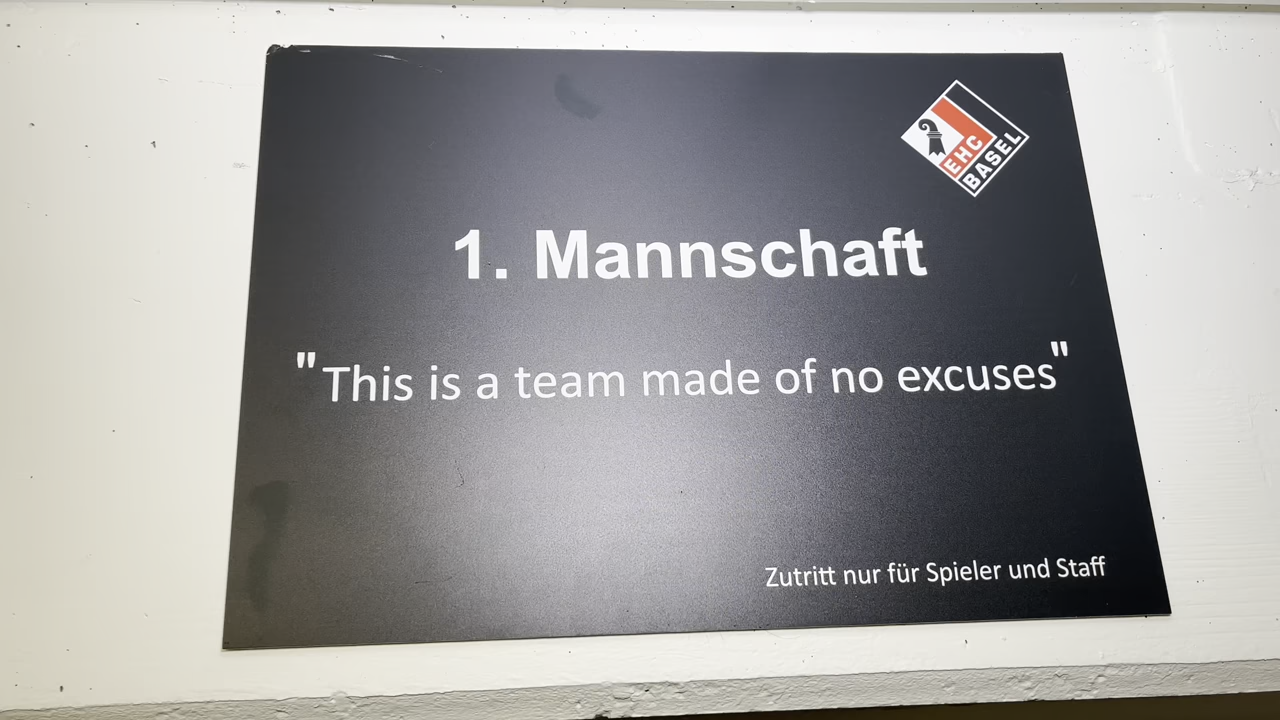 EHC
BASEL
1. Mannschaft
"This is a team made of no excuses"
Zutritt nur für Spieler und Staff